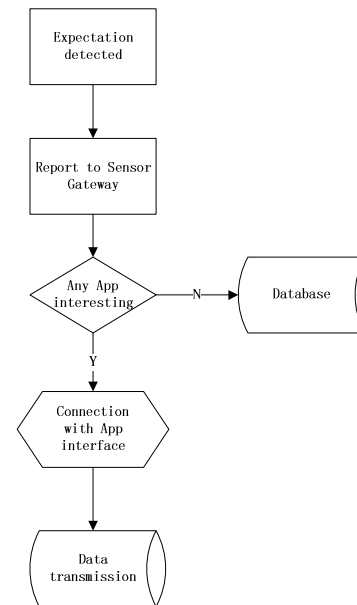 Expectation
detected
Report to Sensor
Gateway
Any App
interesting
N
Database
Y
Connection
with App
interface
Data
transmission